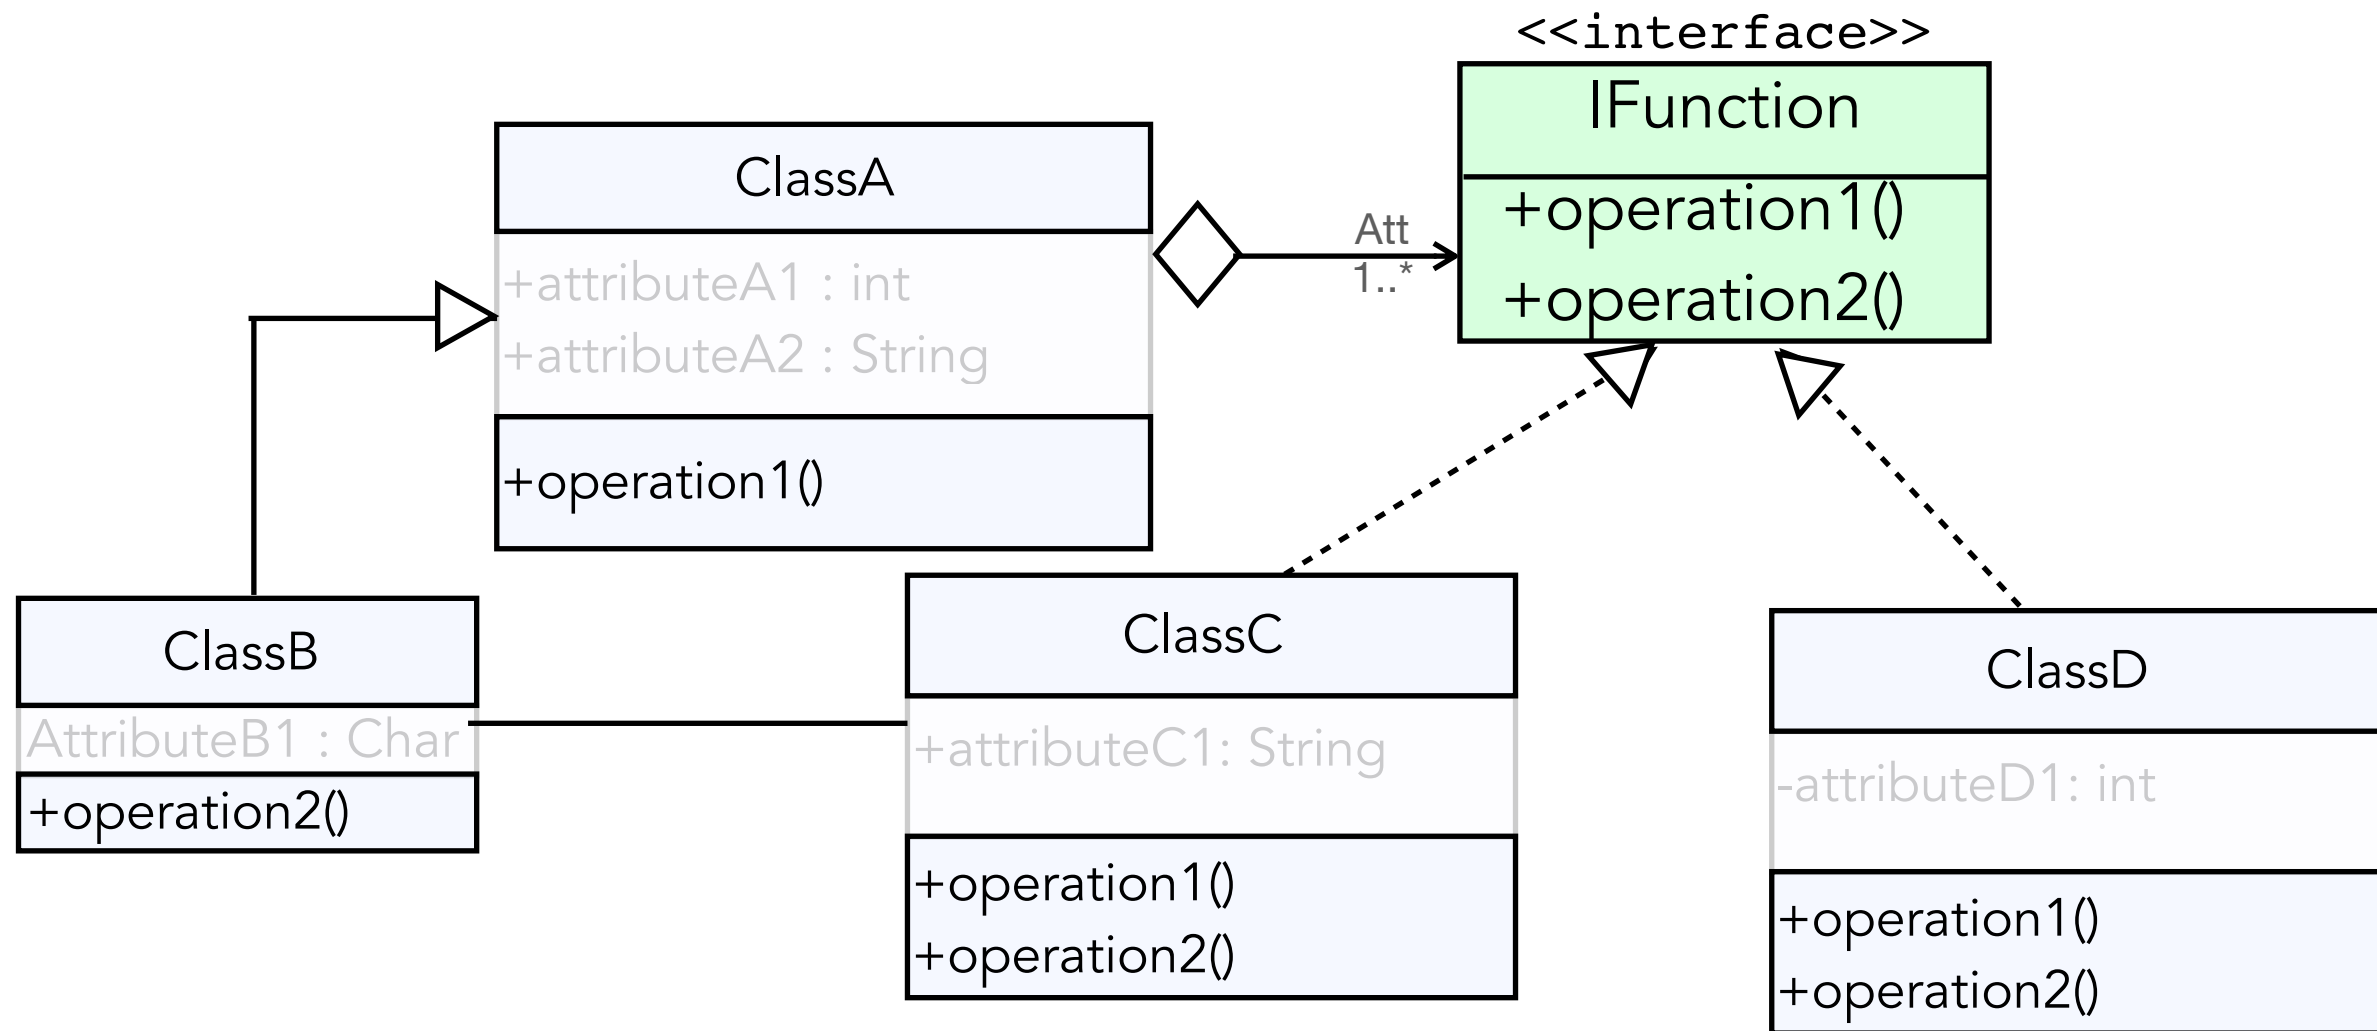 <<interface>>
IFunction
+operation1()
+operation2()
ClassA
+attributeA1 : int
+attributeA2 : String
+operation1()
Att
1..*
ClassB
AttributeB1 : Char
+operation2()
ClassC
+attributeC1: String
+operation1()
+operation2()
ClassD
-attributeD1: int
+operation1()
+operation2()